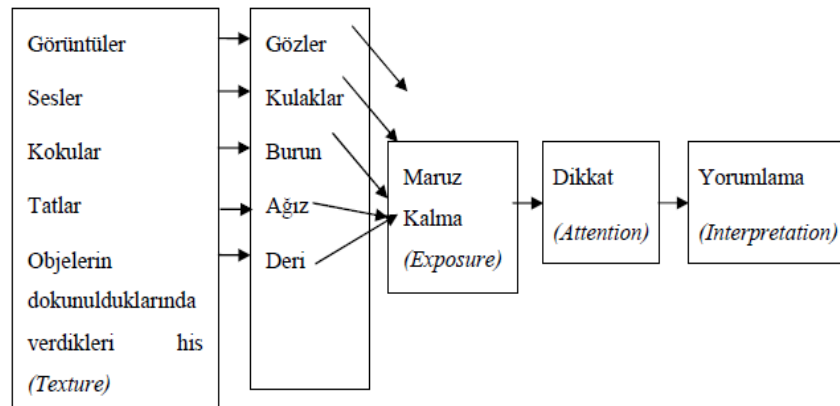 Görüntüler
Sesler
Kokular
Tatlar
Objelerin
dokunulduklarında
verdikleri his
(Texture)
Gözler
Kulaklar
Burun
Ağız
Deri
Maruz
Kalma
(Exposure)
Dikkat
(Attention)
Yorumlama
(Interpretation)